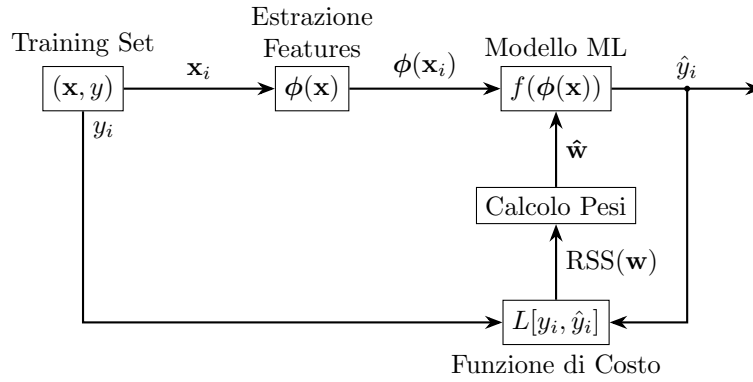 Training Set
Estrazione
Features
Modello ML
(𝐱, y)
𝐱ᵢ
ϕ(𝐱)
ϕ(𝐱ᵢ)
f(ϕ(𝐱))
ŷᵢ
yᵢ
ŵ
Calcolo Pesi
RSS(𝐰)
L[yᵢ, ŷᵢ]
Funzione di Costo